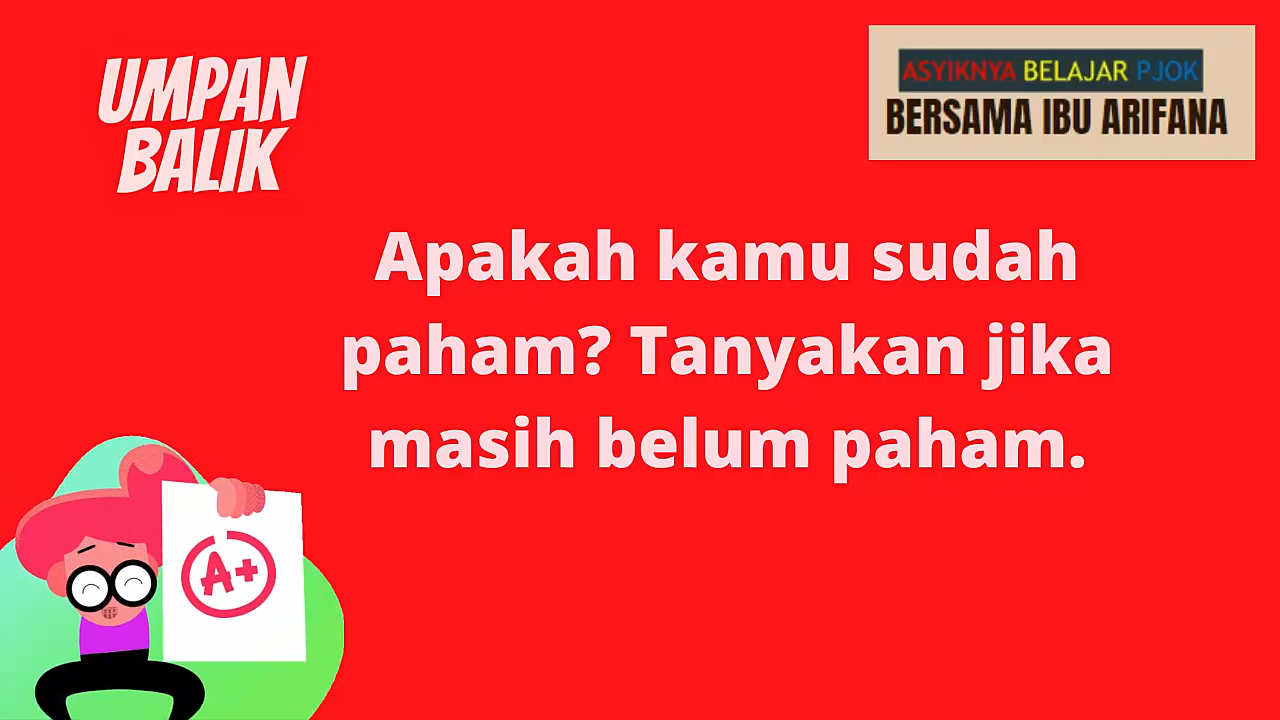 UMPAN
BALIK
ASYIKNYA BELAJAR PJOK
BERSAMA IBU ARIFANA
Apakah kamu sudah
paham? Tanyakan jika
masih belum paham.
A+